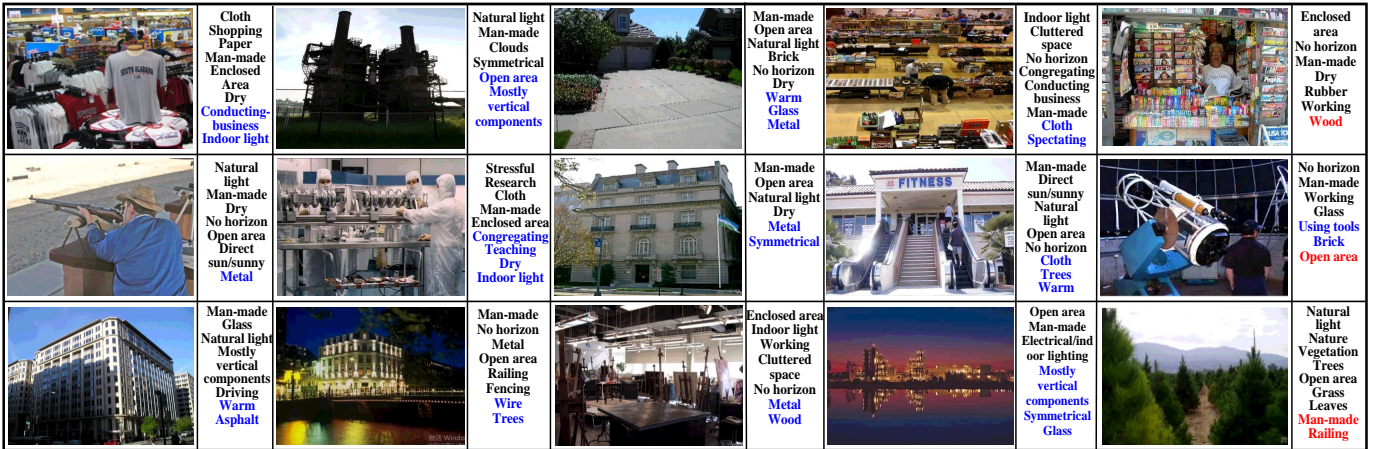 Cloth
Shopping
Paper
Man-made
Enclosed
Area
Dry
Conducting-
business
Indoor light
SOUTH ALABAMA
Natural light
Man-made
Clouds
Symmetrical
Open area
Mostly
vertical
components
Man-made
Open area
Natural light
Brick
No horizon
Dry
Warm
Glass
Metal
Indoor light
Cluttered
space
No horizon
Congregating
Conducting
business
Man-made
Cloth
Spectating
USA TO
Enclosed
area
No horizon
Man-made
Dry
Rubber
Working
Wood
Natural
light
Man-made
Dry
No horizon
Open area
Direct
sun/sunny
Metal
Stressful
Research
Cloth
Man-made
Enclosed area
Congregating
Teaching
Dry
Indoor light
Man-made
Open area
Natural light
Dry
Metal
Symmetrical
FITNESS
Man-made
Direct
sun/sunny
Natural
light
Open area
No horizon
Cloth
Trees
Warm
No horizon
Man-made
Working
Glass
Using tools
Brick
Open area
Man-made
Glass
Natural light
Mostly
vertical
components
Driving
Warm
Asphalt
激活 Window
Man-made
No horizon
Metal
Open area
Railing
Fencing
Wire
Trees
Enclosed area
Indoor light
Working
Cluttered
space
No horizon
Metal
Wood
Open area
Man-made
Electrical/ind
oor lighting
Mostly
vertical
components
Symmetrical
Glass
Natural
light
Nature
Vegetation
Trees
Open area
Grass
Leaves
Man-made
Railing